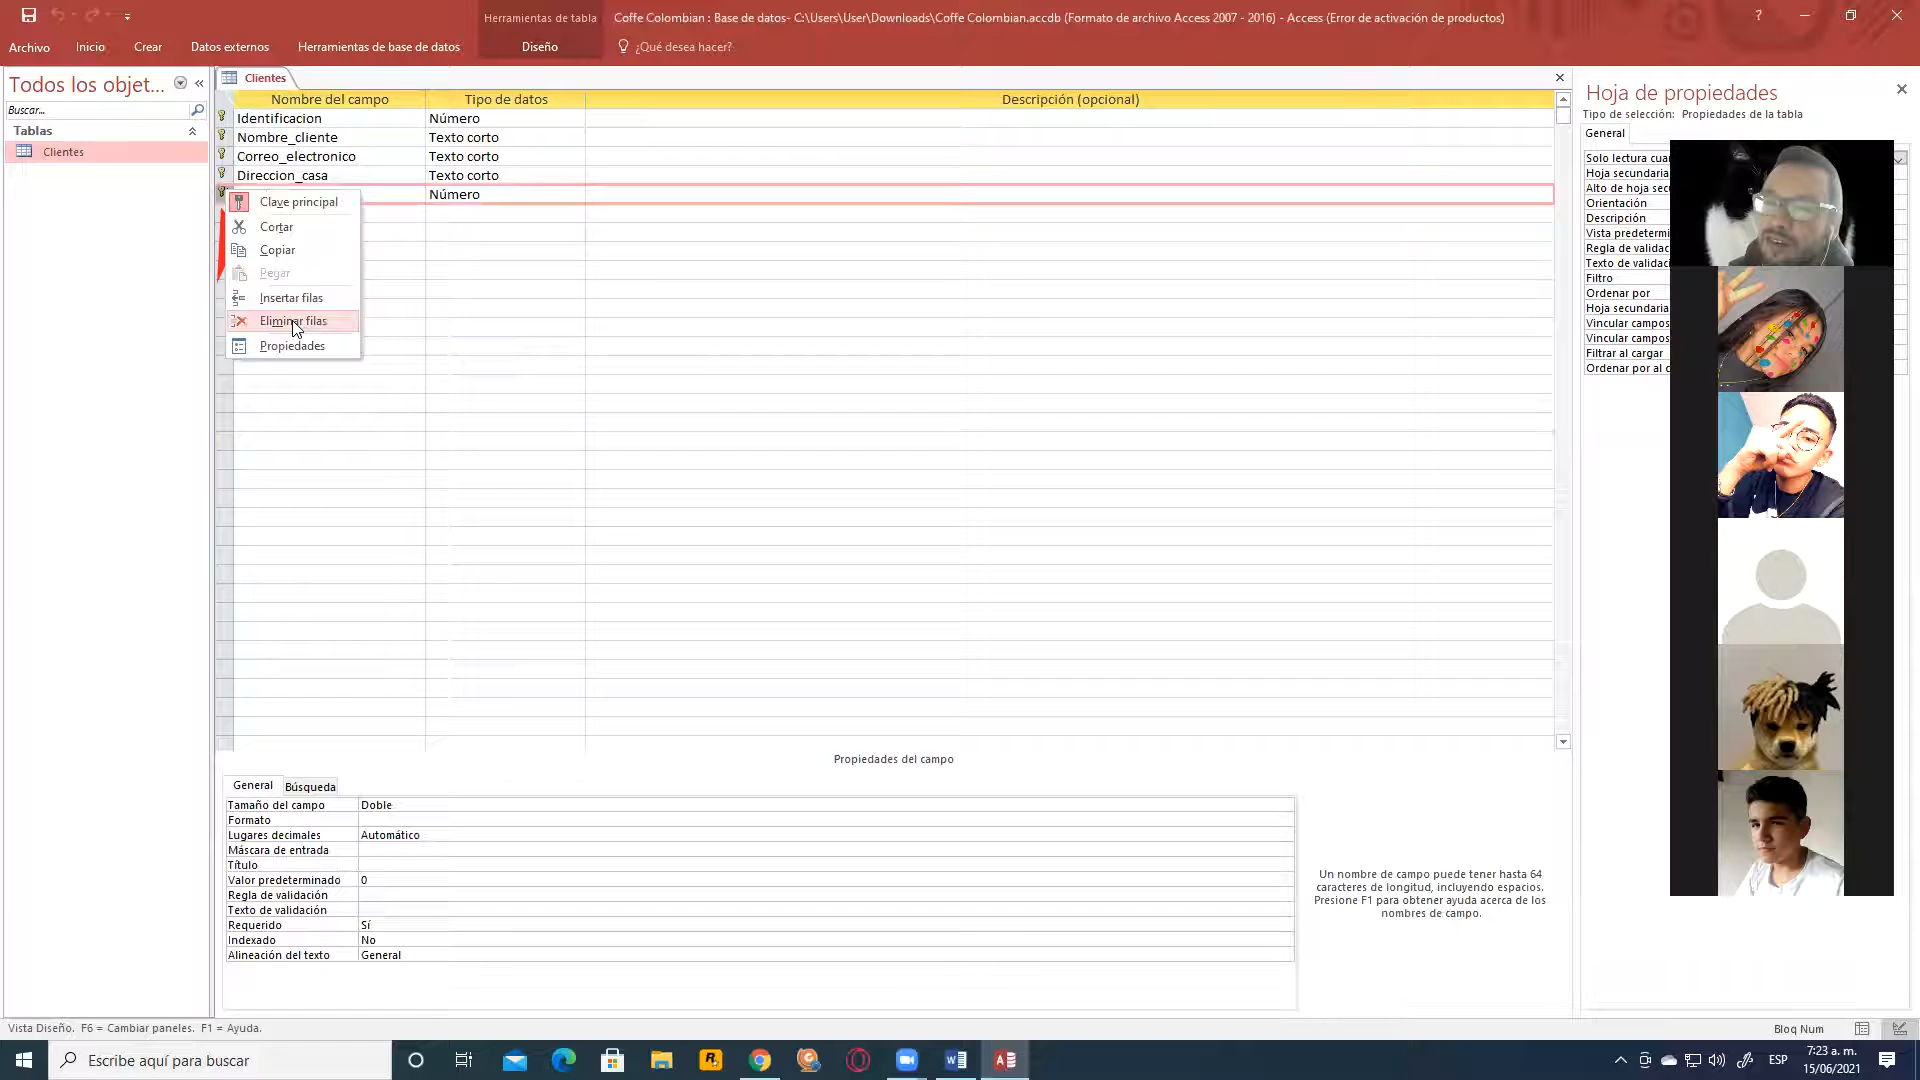 Herramientas de tabla
Coffe Colombian : Base de datos- C:\Users\User\Downloads\Coffe Colombian.accdb (Formato de archivo Access 2007 - 2016) - Access (Error de activación de productos)
?
Archivo
Inicio
Crear
Datos externos
Herramientas de base de datos
Diseño
¿Qué desea hacer?
Todos los objet...
Buscar...
Tablas
Clientes
Clientes
Nombre del campo
Tipo de datos
Descripción (opcional)
Identificacion
Número
Nombre_cliente
Texto corto
Correo_electronico
Texto corto
Direccion_casa
Texto corto
Número
Clave principal
Cortar
Copiar
Pegar
Insertar filas
Eliminar filas
Propiedades
Hoja de propiedades
Tipo de selección: Propiedades de la tabla
General
Solo lectura cuan
Hoja secundaria
Alto de hoja sec
Orientación
Descripción
Vista predetermi
Regla de validac
Texto de validaci
Filtro
Ordenar por
Hoja secundaria
Vincular campos
Vincular campos
Filtrar al cargar
Ordenar por al c
Propiedades del campo
General
Búsqueda
Tamaño del campo
Doble
Formato
Lugares decimales
Automático
Máscara de entrada
Título
Valor predeterminado
0
Regla de validación
Texto de validación
Requerido
Sí
Indexado
No
Alineación del texto
General
Un nombre de campo puede tener hasta 64
caracteres de longitud, incluyendo espacios.
Presione F1 para obtener ayuda acerca de los
nombres de campo.
Vista Diseño. F6 = Cambiar paneles. F1 = Ayuda.
Bloq Num
Escribe aquí para buscar
ESP
7:23 a. m.
15/06/2021